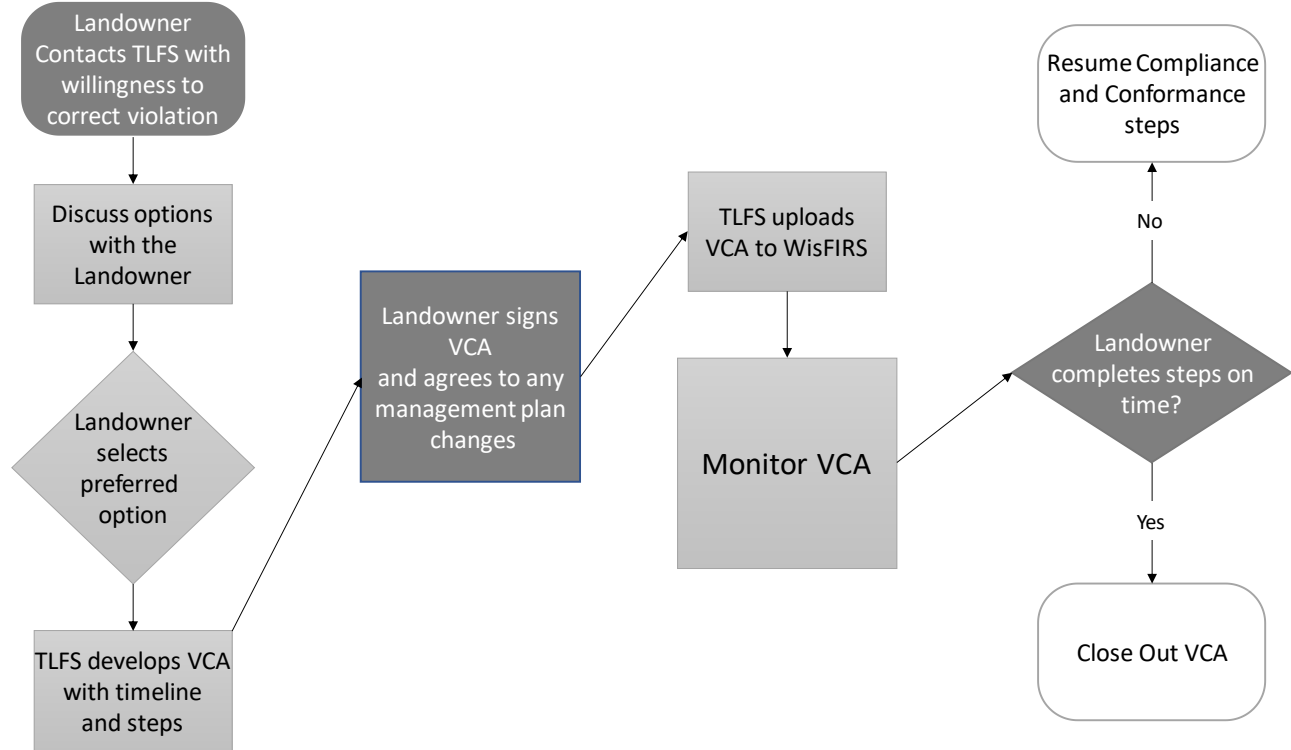 Landowner
Contacts TLFS with
willingness to
correct violation
Discuss options
with the
Landowner
Landowner
selects
preferred
option
TLFS develops VCA
with timeline
and steps
Landowner signs
VCA
and agrees to any
management plan
changes
TLFS uploads
VCA to WisFIRS
Monitor VCA
Landowner
completes steps on
time?
No
Resume Compliance
and Conformance
steps
Yes
Close Out VCA